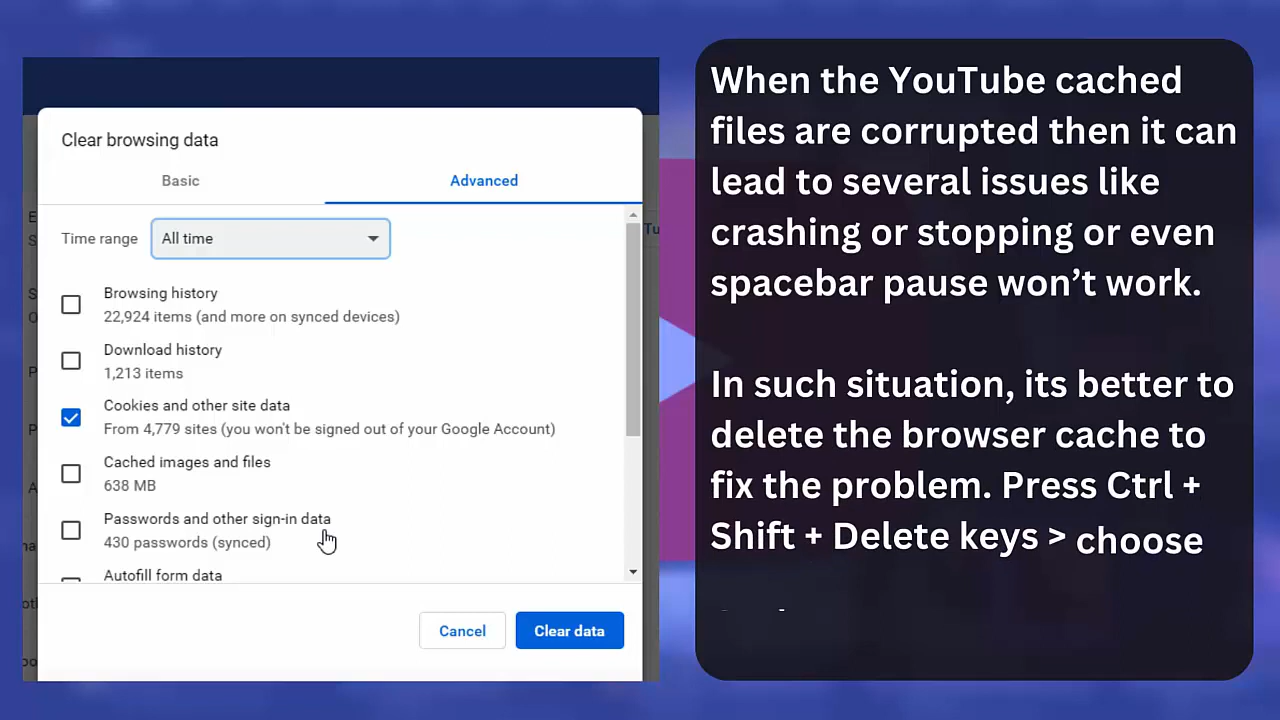 Clear browsing data
Basic
Advanced
Time range
All time
Browsing history
22,924 items (and more on synced devices)
Download history
1,213 items
Cookies and other site data
From 4,779 sites (you won't be signed out of your Google Account)
Cached images and files
638 MB
Passwords and other sign-in data
430 passwords (synced)
Autofill form data
Cancel
Clear data
When the YouTube cached
files are corrupted then it can
lead to several issues like
crashing or stopping or even
spacebar pause won’t work.
In such situation, its better to
delete the browser cache to
fix the problem. Press Ctrl +
Shift + Delete keys > choose